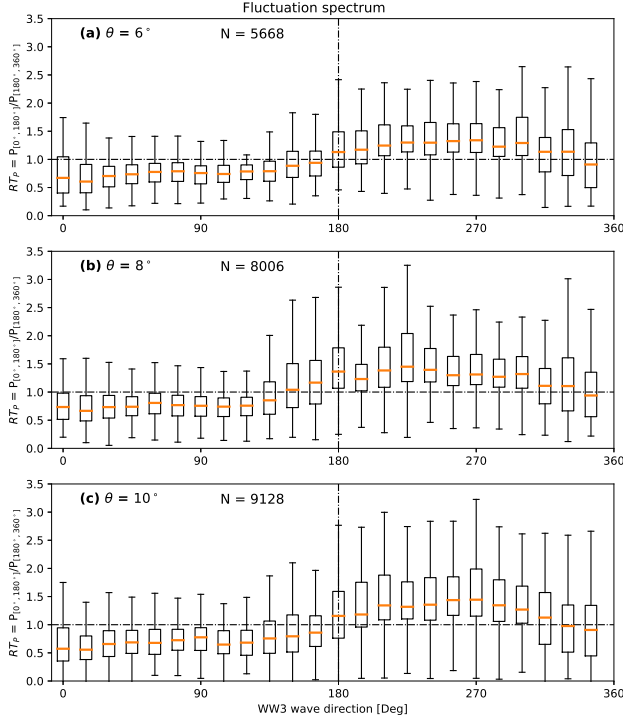 Fluctuation spectrum
(a) θ = 6° N = 5668
RT_P = P_[0°,180°]/P_[180°,360°]
3.5
3.0
2.5
2.0
1.5
1.0
0.5
0.0
0 90 180 270 360
(b) θ = 8° N = 8006
RT_P = P_[0°,180°]/P_[180°,360°]
3.5
3.0
2.5
2.0
1.5
1.0
0.5
0.0
0 90 180 270 360
(c) θ = 10° N = 9128
RT_P = P_[0°,180°]/P_[180°,360°]
3.5
3.0
2.5
2.0
1.5
1.0
0.5
0.0
0 90 180 270 360
WW3 wave direction [Deg]